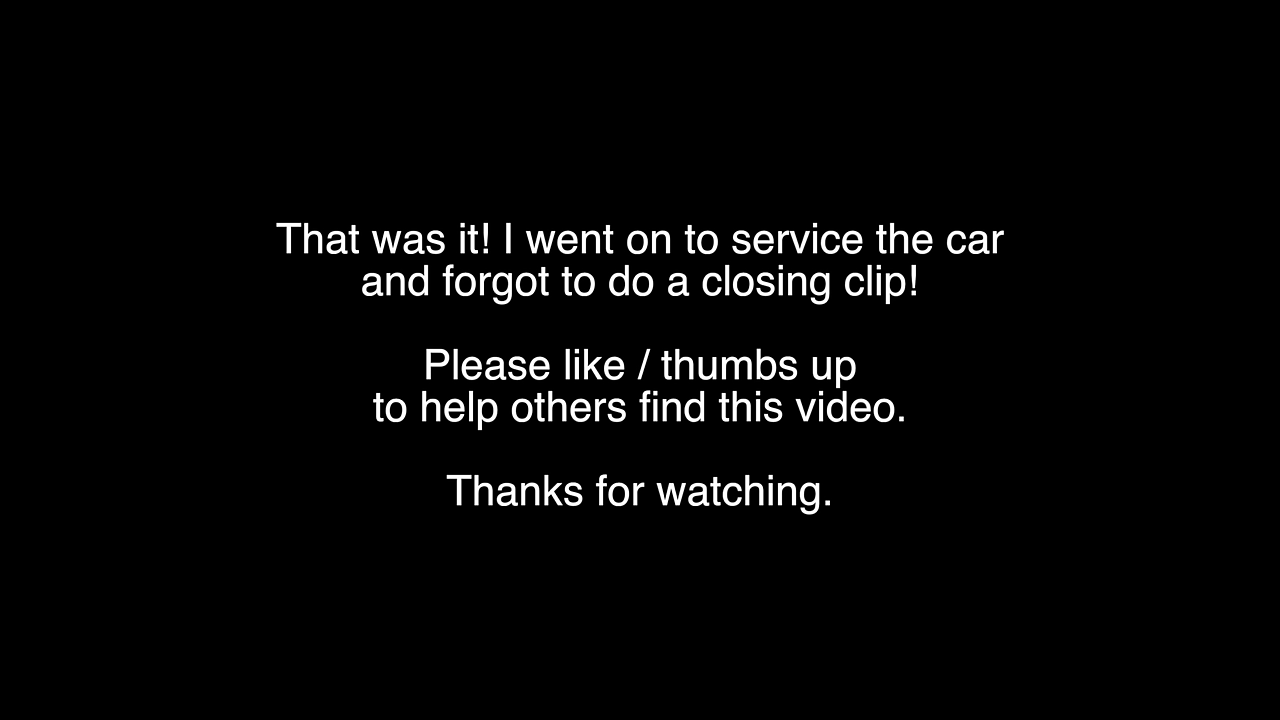 That was it! I went on to service the car
and forgot to do a closing clip!
Please like / thumbs up
to help others find this video.
Thanks for watching.